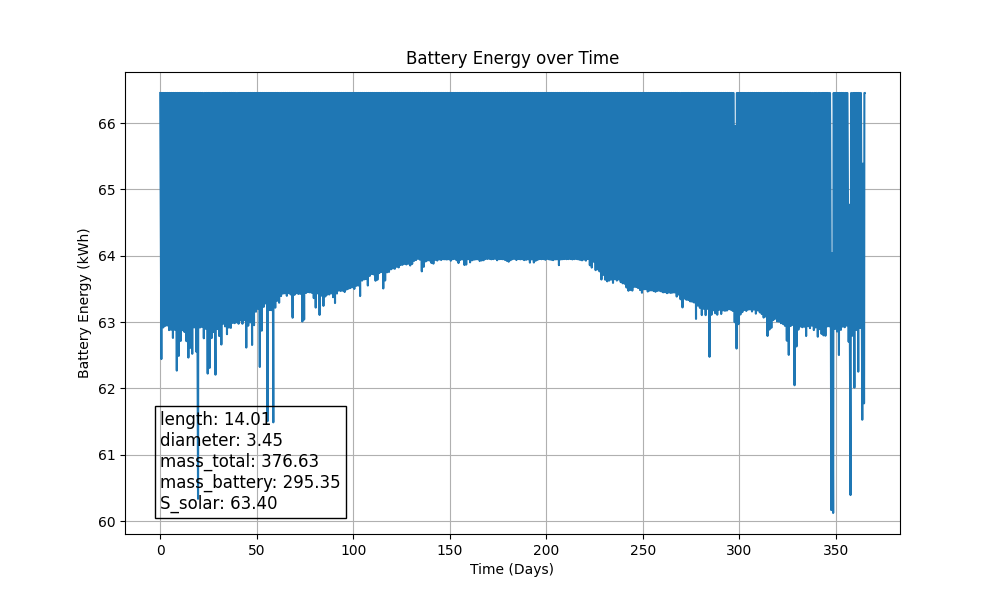 Battery Energy over Time
Battery Energy (kWh)
66
65
64
63
62
61
60
length: 14.01
diameter: 3.45
mass_total: 376.63
mass_battery: 295.35
S_solar: 63.40
0 50 100 150 200 250 300 350
Time (Days)